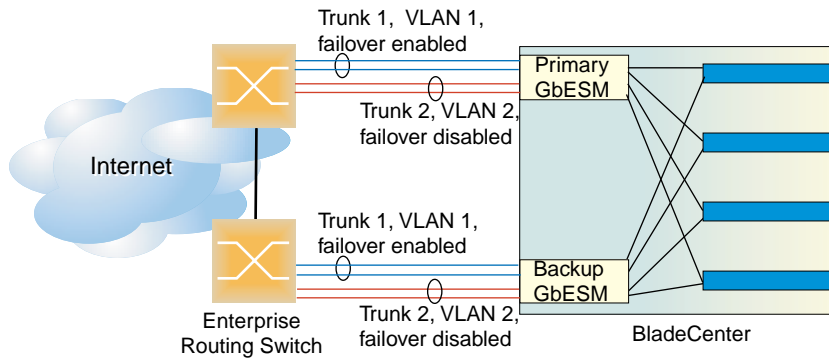 Trunk 1,  VLAN 1,
failover enabled
Primary
GbESM
Trunk 2, VLAN 2,
failover disabled
Internet
Trunk 1, VLAN 1,
failover enabled
Backup
GbESM
Trunk 2, VLAN 2,
failover disabled
Enterprise
Routing Switch
BladeCenter